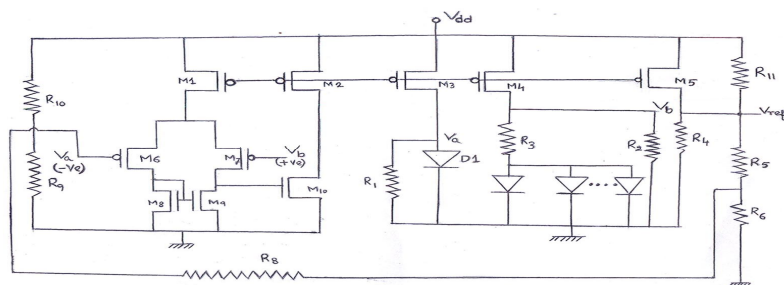 Vdd
M1
M2
M3
M4
M5
R11
R10
Vb
Vref
Va
(-Ve)
M6
M7
Vb
(+ve)
Va
D1
R3
R2
R4
R9
R1
R5
M8
M9
M10
R6
R8